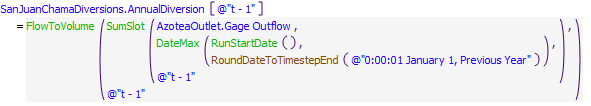 SanJuanChamaDiversions.AnnualDiversion [ @"t - 1" ]
= FlowToVolume ( SumSlot ( AzoteaOutlet.Gage Outflow , ) , )
DateMax ( RunStartDate ( ) , ) ,
RoundDateToTimestepEnd ( @"0:00:01 January 1, Previous Year" )
@"t - 1"
@"t - 1"